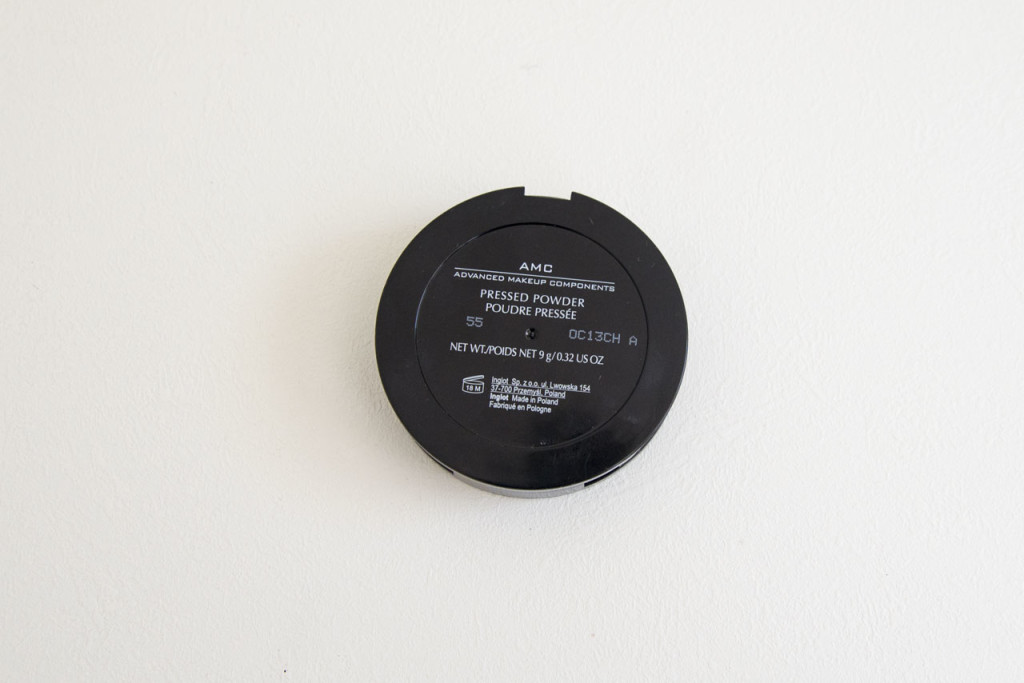 AMC
ADVANCED MAKEUP COMPONENTS
PRESSED POWDER
POUDRE PRESSÉE
55
OC13CH A
NET WT./POIDS NET 9 g/0.32 US OZ
18 M
Inglot Sp. z o.o. ul. Lwowska 154
37-700 Przemyśl, Poland
Inglot Made in Poland
Fabriqué en Pologne